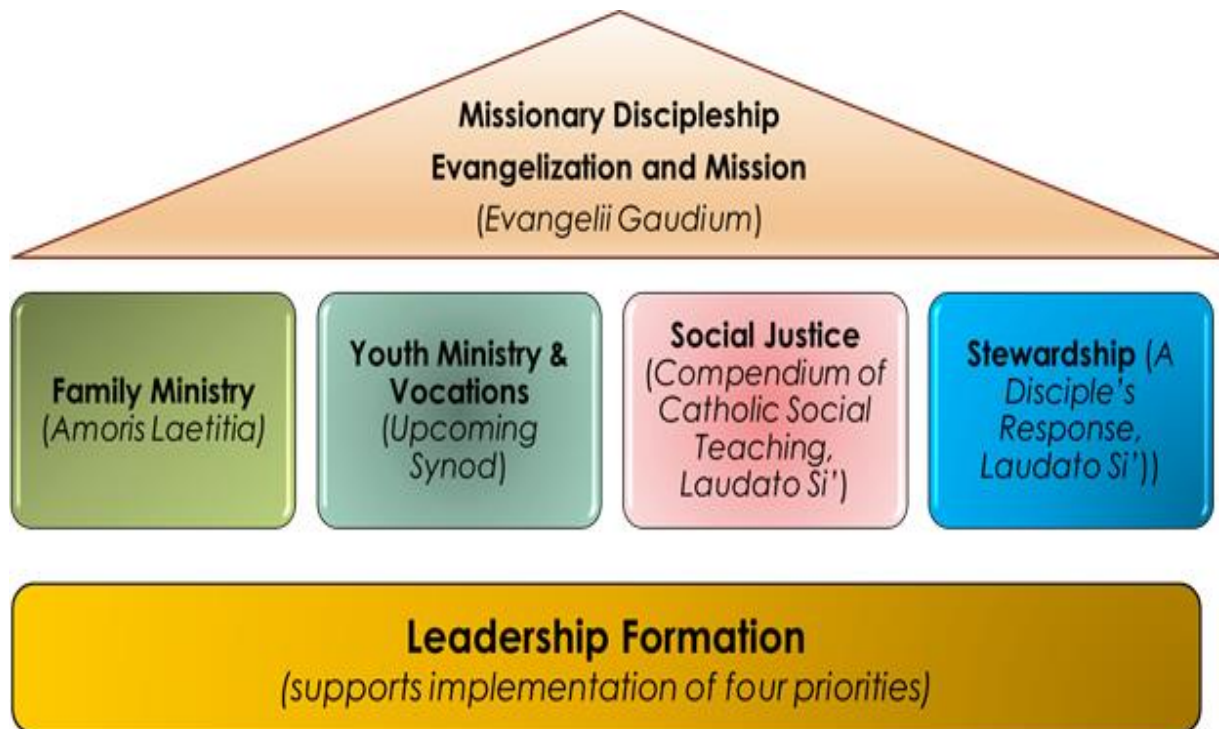 Missionary Discipleship
Evangelization and Mission
(Evangelii Gaudium)
Family Ministry
(Amoris Laetitia)
Youth Ministry &
Vocations
(Upcoming
Synod)
Social Justice
(Compendium of
Catholic Social
Teaching,
Laudato Si’)
Stewardship (A
Disciple’s
Response,
Laudato Si’))
Leadership Formation
(supports implementation of four priorities)